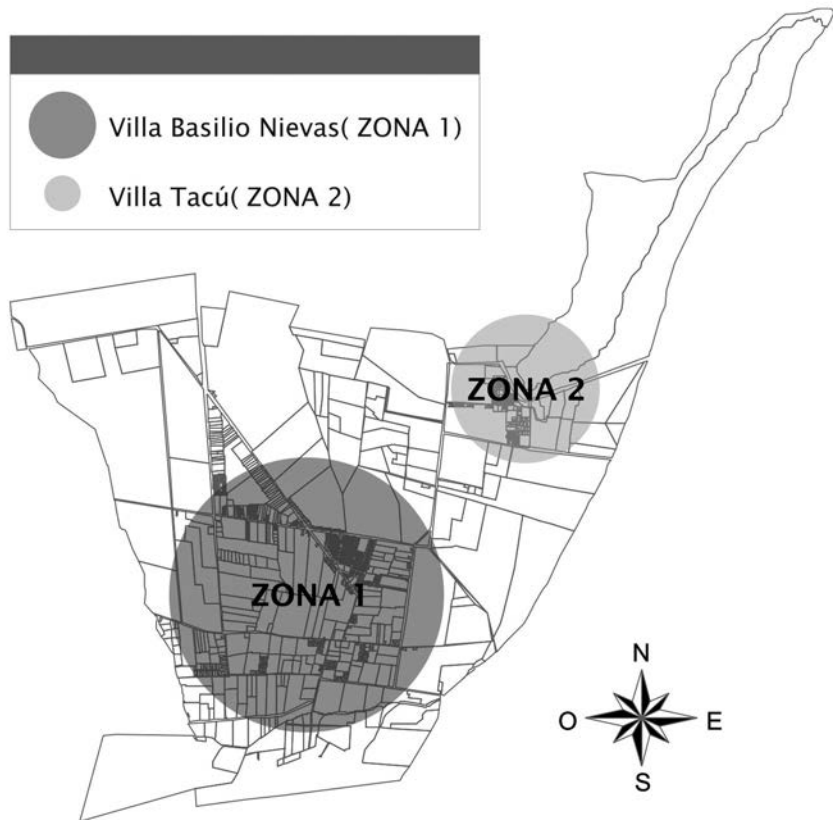 Villa Basilio Nievas( ZONA 1)
Villa Tacú( ZONA 2)
ZONA 2
ZONA 1
N
O
E
S